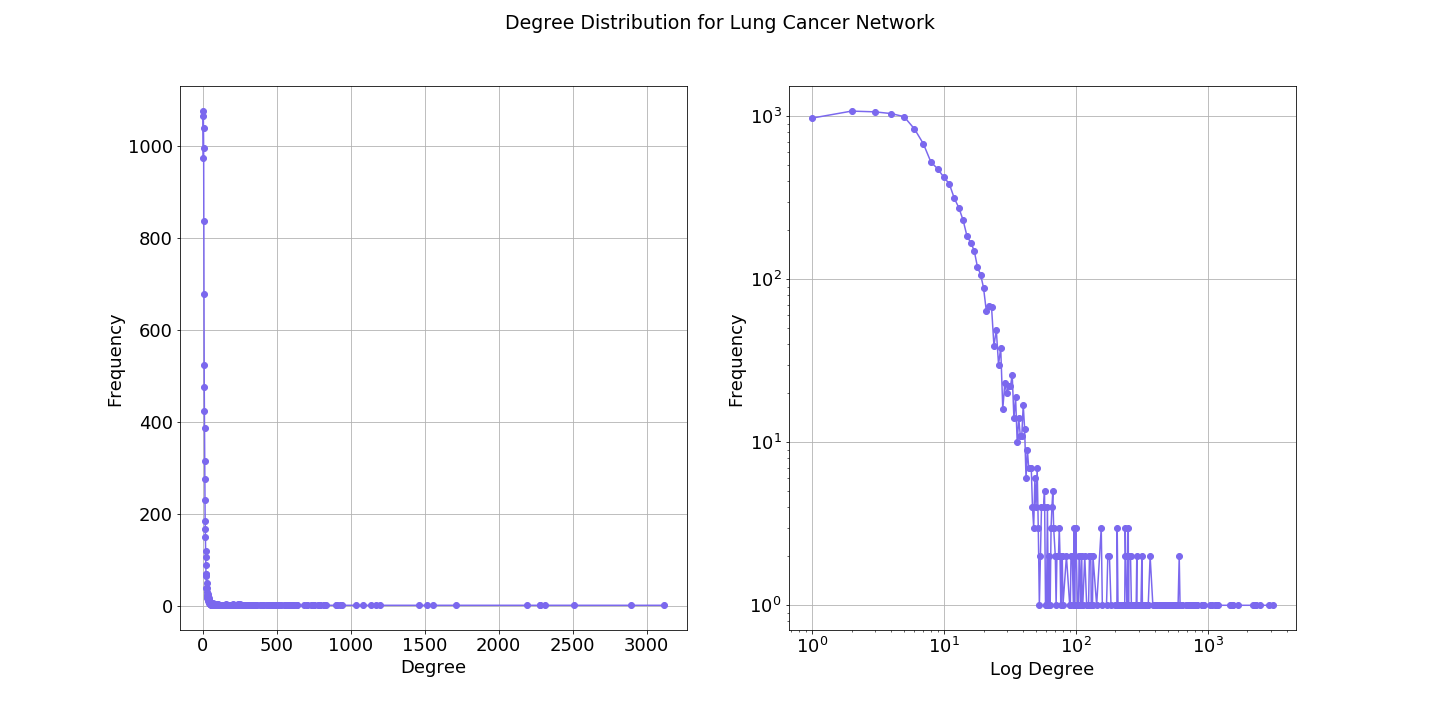 Degree Distribution for Lung Cancer Network
Frequency
1000
800
600
400
200
0
0 500 1000 1500 2000 2500 3000
Degree
Frequency
10³
10²
10¹
10⁰
10⁰ 10¹ 10² 10³
Log Degree